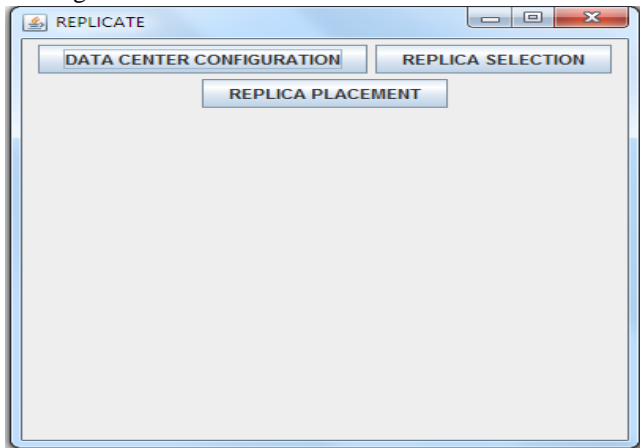 REPLICATE
DATA CENTER CONFIGURATION REPLICA SELECTION
REPLICA PLACEMENT